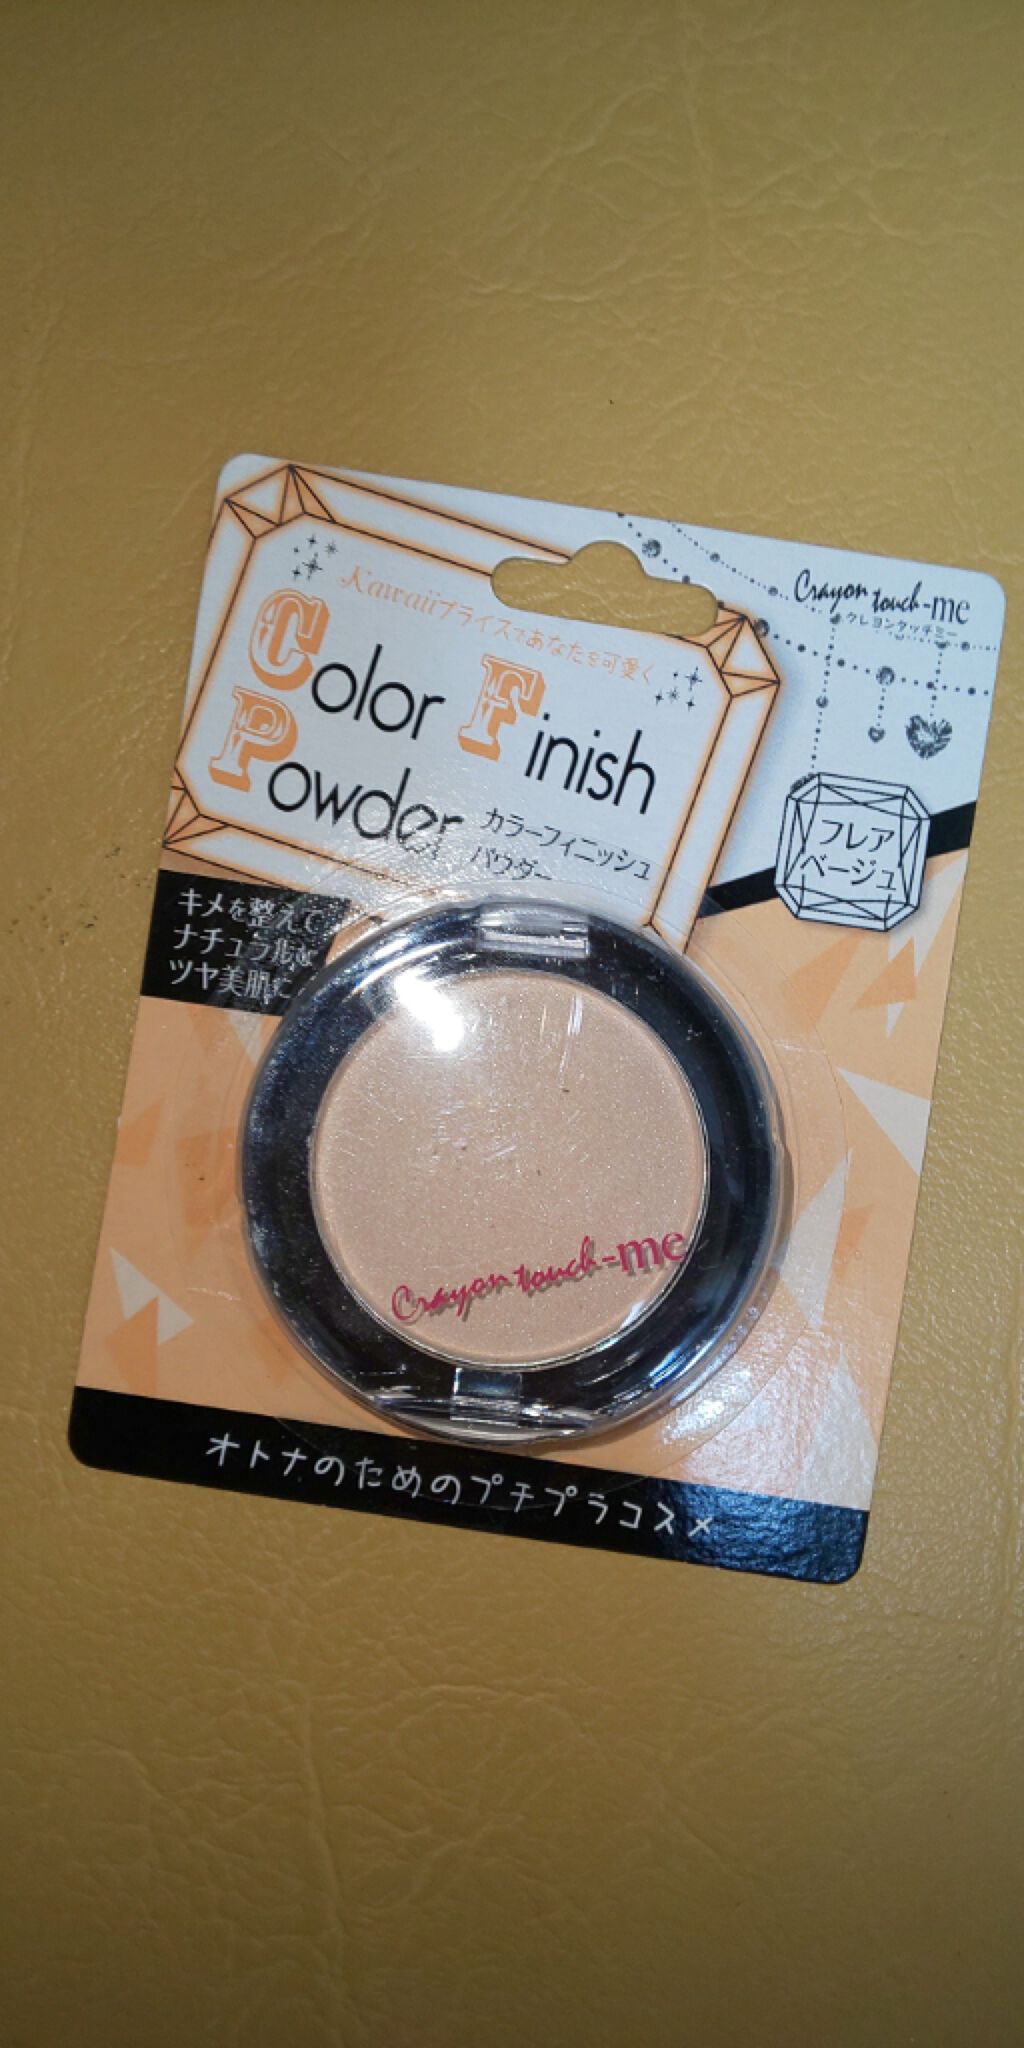 Crayon touch-me
クレヨンタッチミー
Kawaiiプライスであなたを可愛く
Color Finish
Powder
カラーフィニッシュ
パウダー
フレア
ベージュ
キメを整えて
ナチュラルな
ツヤ美肌に
Crayon touch-me
オトナのためのプチプラコスメ